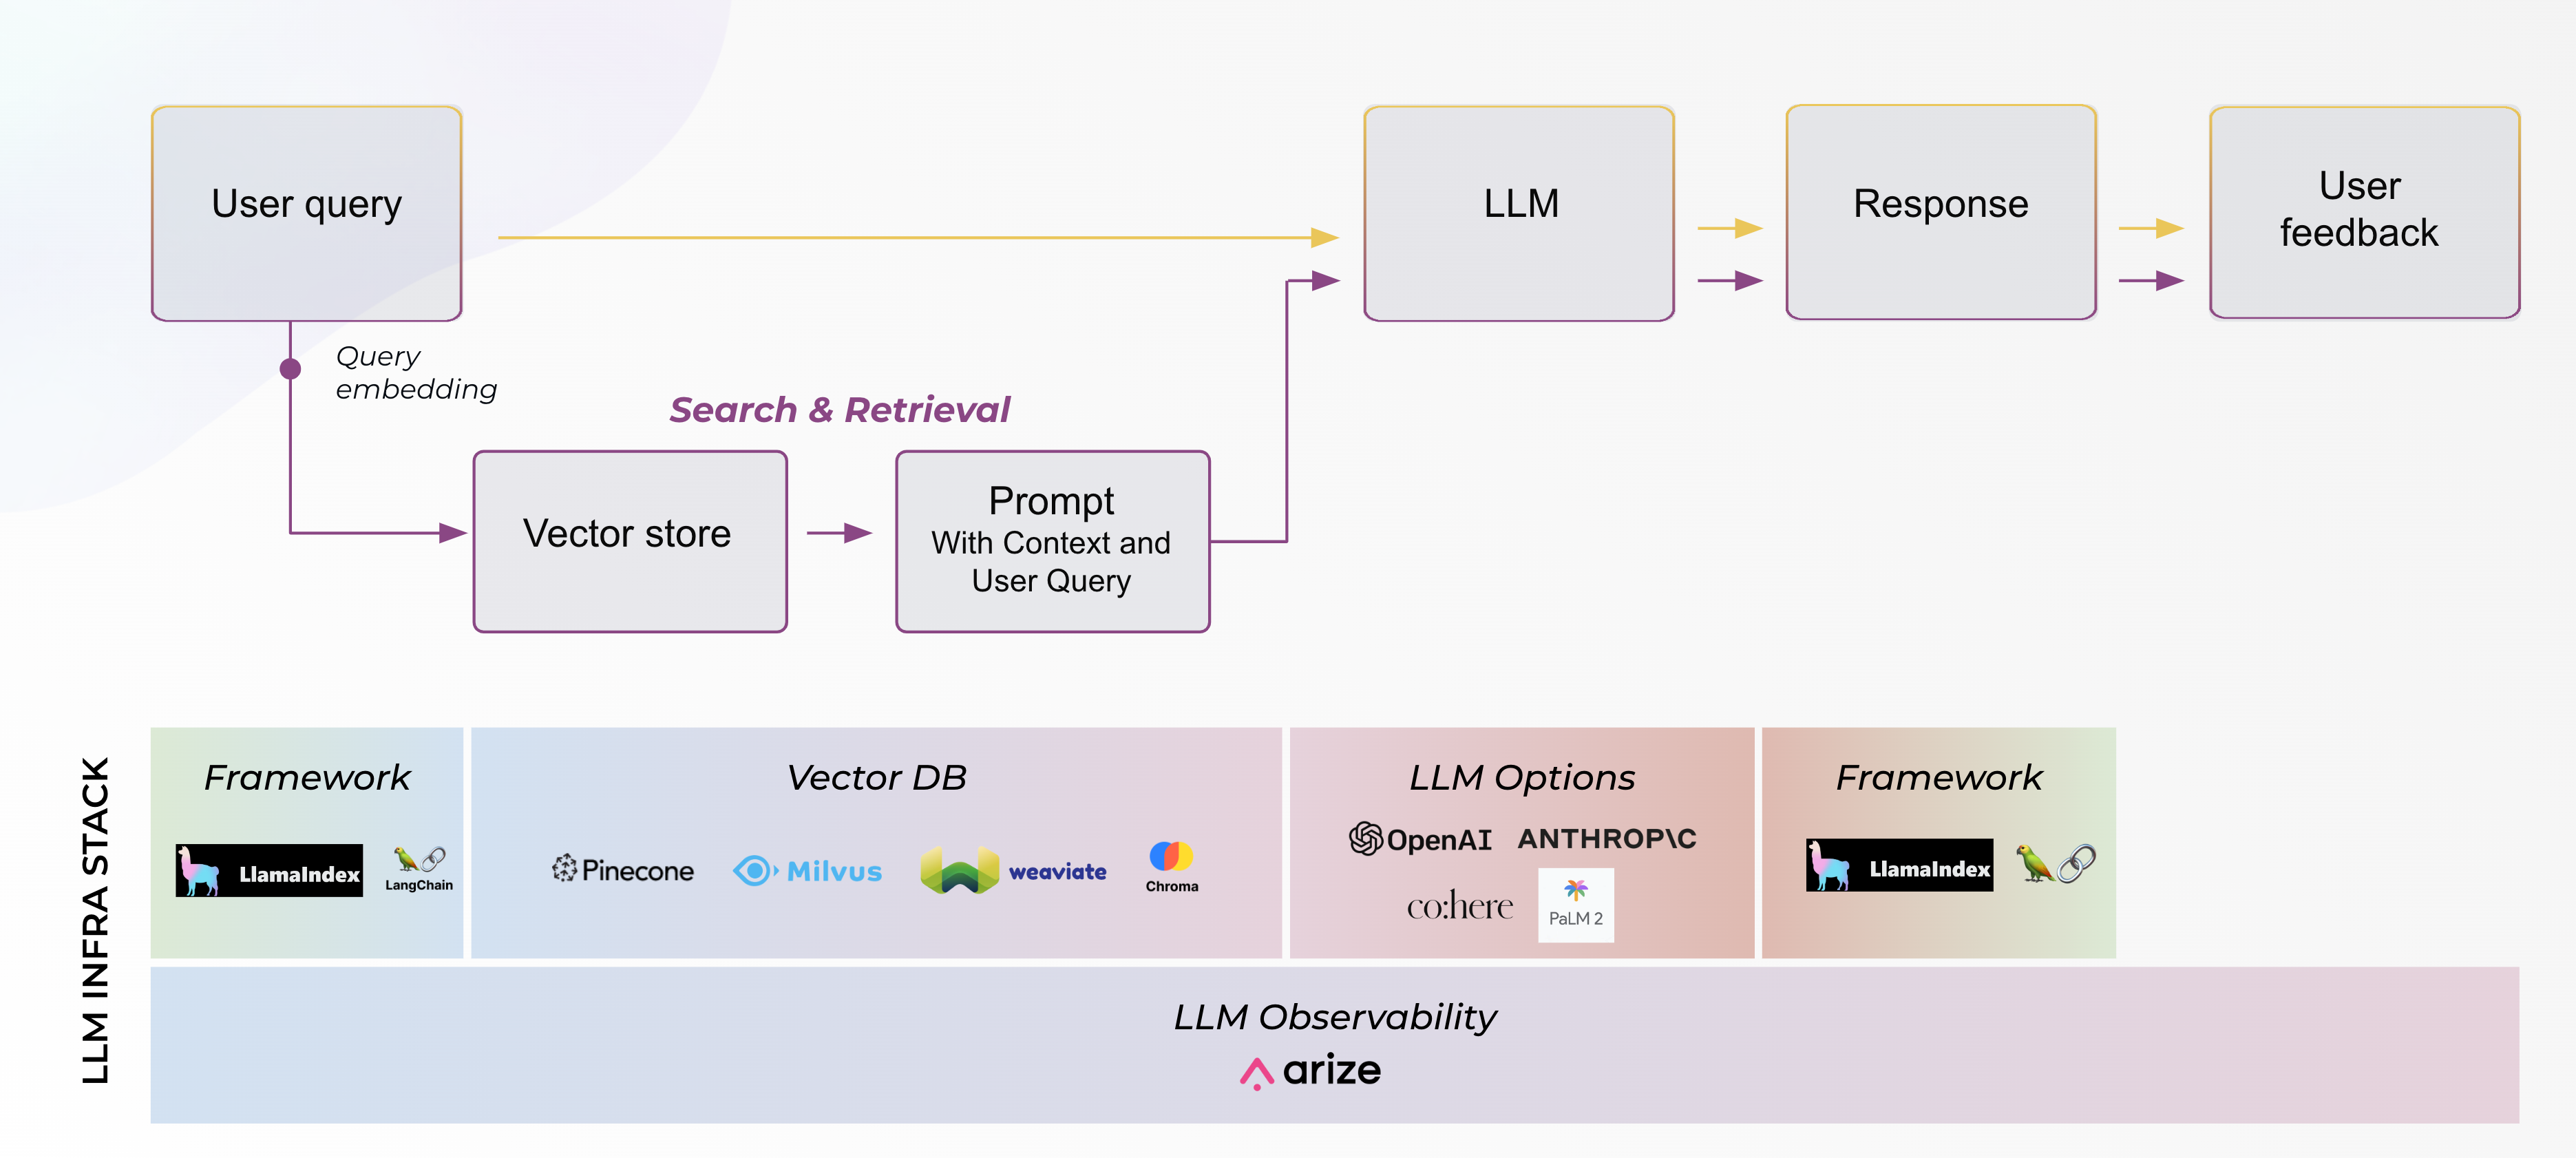 User query
LLM
Response
User
feedback
Query
embedding
Search & Retrieval
Vector store
Prompt
With Context and
User Query
LLM INFRA STACK
Framework
LlamaIndex
LangChain
Vector DB
Pinecone
Milvus
weaviate
Chroma
LLM Options
OpenAI
ANTHROP\C
co:here
PaLM 2
Framework
LlamaIndex
LLM Observability
arize